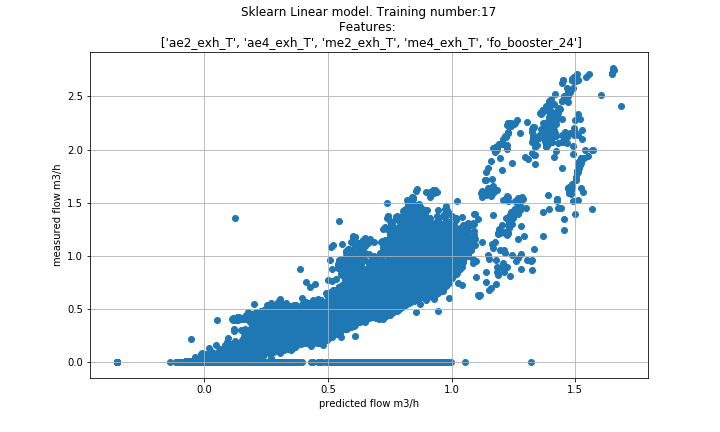 Sklearn Linear model. Training number:17
Features:
['ae2_exh_T', 'ae4_exh_T', 'me2_exh_T', 'me4_exh_T', 'fo_booster_24']
measured flow m3/h
2.5
2.0
1.5
1.0
0.5
0.0
0.0 0.5 1.0 1.5
predicted flow m3/h